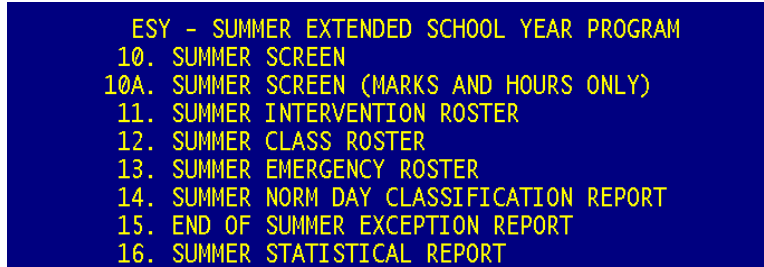 ESY - SUMMER EXTENDED SCHOOL YEAR PROGRAM
10. SUMMER SCREEN
10A. SUMMER SCREEN (MARKS AND HOURS ONLY)
11. SUMMER INTERVENTION ROSTER
12. SUMMER CLASS ROSTER
13. SUMMER EMERGENCY ROSTER
14. SUMMER NORM DAY CLASSIFICATION REPORT
15. END OF SUMMER EXCEPTION REPORT
16. SUMMER STATISTICAL REPORT